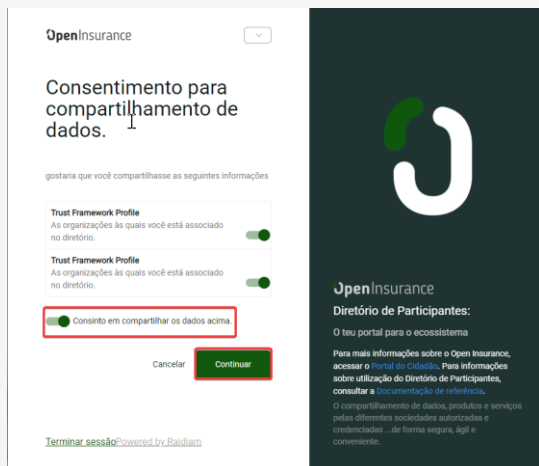 OpenInsurance
Consentimento para
compartilhamento de
dados.
gostaria que você compartilhasse as seguintes informações
Trust Framework Profile
As organizações às quais você está associado
no diretório.
Trust Framework Profile
As organizações às quais você está associado
no diretório.
Consinto em compartilhar os dados acima.
Cancelar Continuar
Terminar sessãoPowered by Raidiam
OpenInsurance
Diretório de Participantes:
O teu portal para o ecossistema
Para mais informações sobre o Open Insurance,
acessar o Portal do Cidadão. Para informações
sobre utilização do Diretório de Participantes,
consultar a Documentação de referência.
O compartilhamento de dados, produtos e serviços
pelas diferentes sociedades autorizadas e
credenciadas ...de forma segura, ágil e
conveniente.